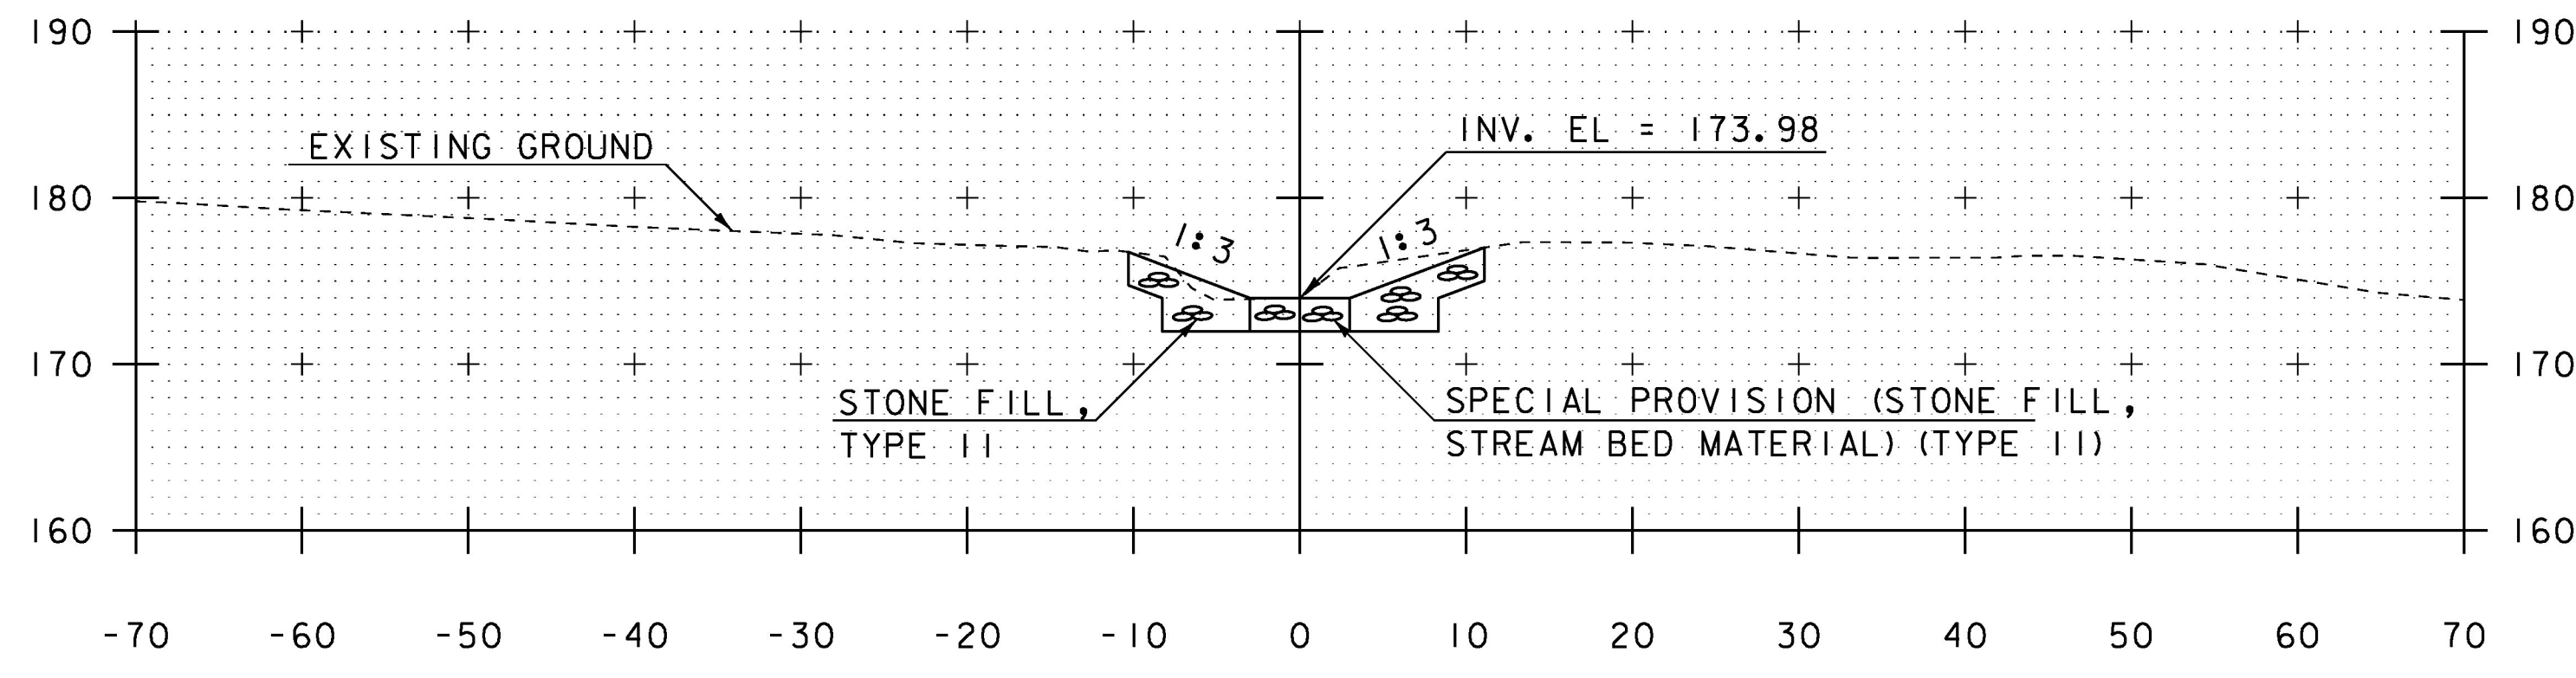 190 190
INV. EL = 173.98
EXISTING GROUND
180 180
1:3 1:3
170 170
STONE FILL,
TYPE II
SPECIAL PROVISION (STONE FILL,
STREAM BED MATERIAL) (TYPE II)
160 160
-70 -60 -50 -40 -30 -20 -10 0 10 20 30 40 50 60 70